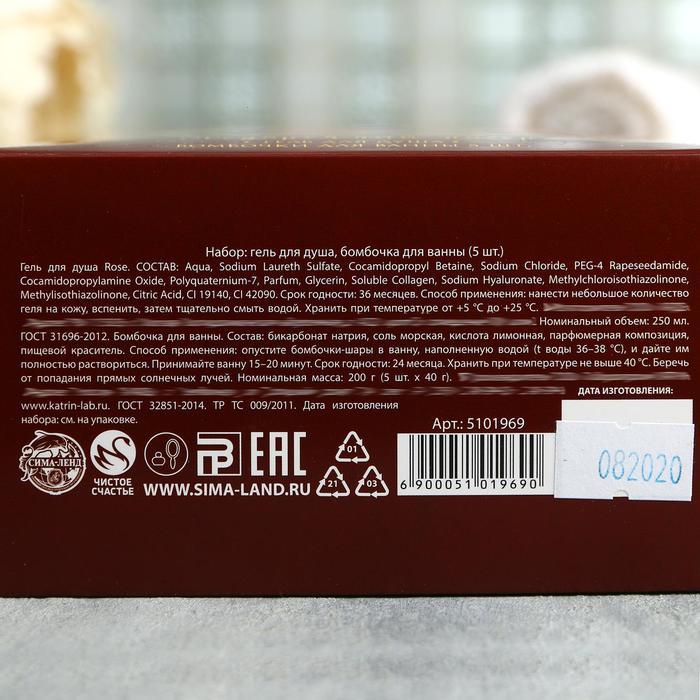 БОМБОЧКИ ДЛЯ ВАННЫ 5 ШТ.
Набор: гель для душа, бомбочка для ванны (5 шт.)
Гель для душа Rose. СОСТАВ: Aqua, Sodium Laureth Sulfate, Cocamidopropyl Betaine, Sodium Chloride, PEG-4 Rapeseedamide,
Cocamidopropylamine Oxide, Polyquaternium-7, Parfum, Glycerin, Soluble Collagen, Sodium Hyaluronate, Methylchloroisothiazolinone,
Methylisothiazolinone, Citric Acid, CI 19140, CI 42090. Срок годности: 36 месяцев. Способ применения: нанести небольшое количество
геля на кожу, вспенить, затем тщательно смыть водой. Хранить при температуре от +5 °С до +25 °С.
Номинальный объем: 250 мл.
ГОСТ 31696-2012. Бомбочка для ванны. Состав: бикарбонат натрия, соль морская, кислота лимонная, парфюмерная композиция,
пищевой краситель. Способ применения: опустите бомбочки-шары в ванну, наполненную водой (t воды 36–38 °С), и дайте им
полностью раствориться. Принимайте ванну 15–20 минут. Срок годности: 24 месяца. Хранить при температуре не выше 40 °С. Беречь
от попадания прямых солнечных лучей. Номинальная масса: 200 г (5 шт. х 40 г).
ДАТА ИЗГОТОВЛЕНИЯ:
www.katrin-lab.ru. ГОСТ 32851-2014. ТР ТС 009/2011. Дата изготовления
набора: см. на упаковке.
Арт.: 5101969
СИМА-ЛЕНД
ЧИСТОЕ
СЧАСТЬЕ
EAC
01
21
03
WWW.SIMA-LAND.RU
6 900051 019690
082020